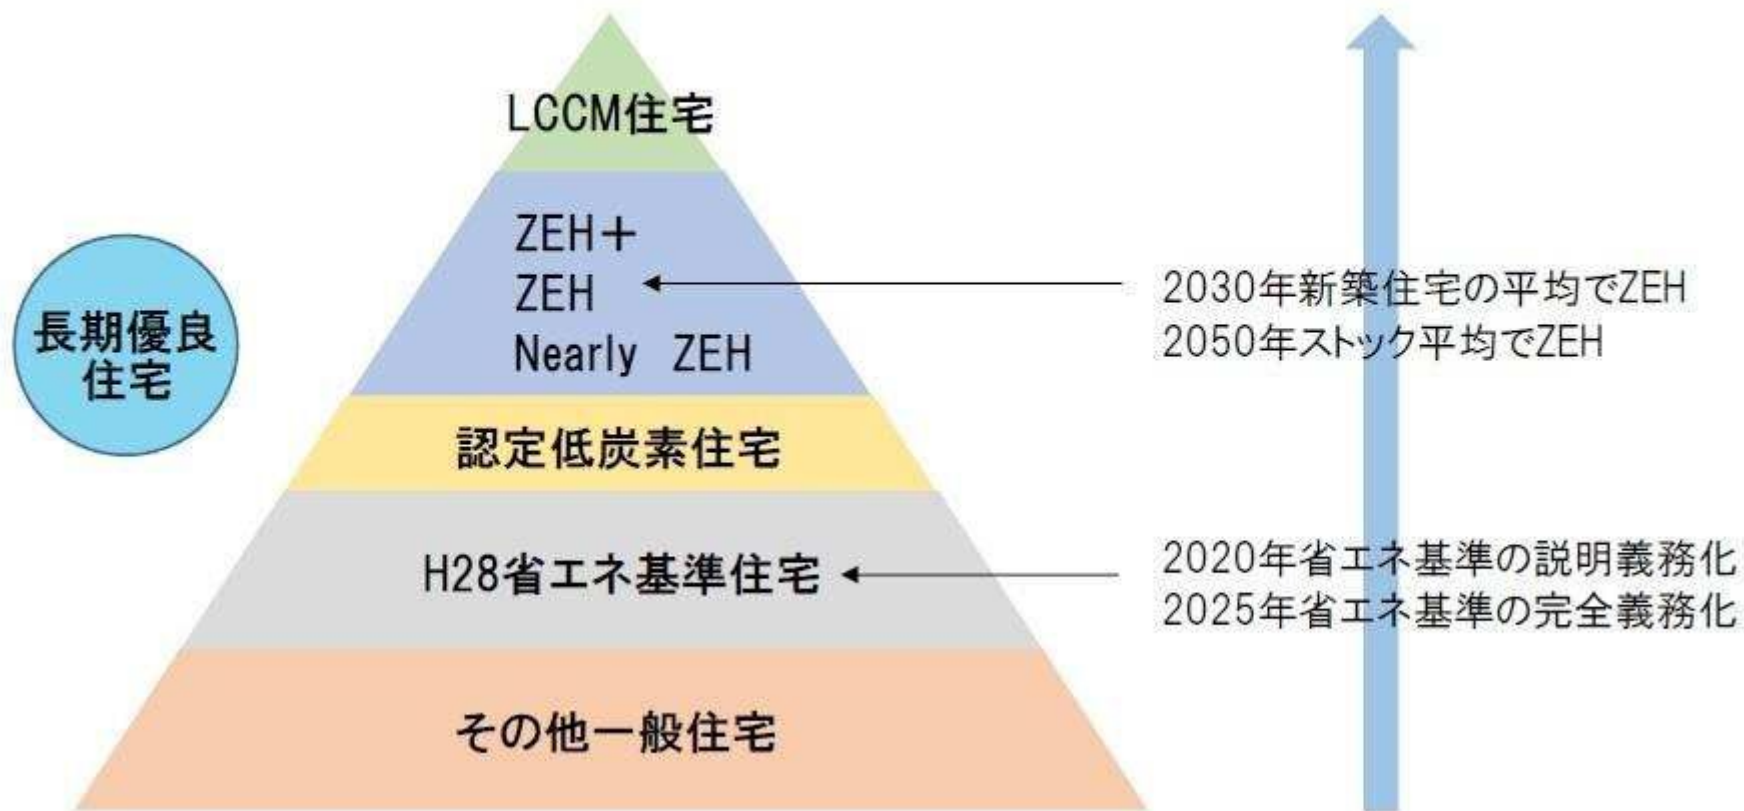 LCCM住宅
ZEH＋
ZEH
Nearly ZEH
長期優良
住宅
2030年新築住宅の平均でZEH
2050年ストック平均でZEH
認定低炭素住宅
H28省エネ基準住宅
2020年省エネ基準の説明義務化
2025年省エネ基準の完全義務化
その他一般住宅